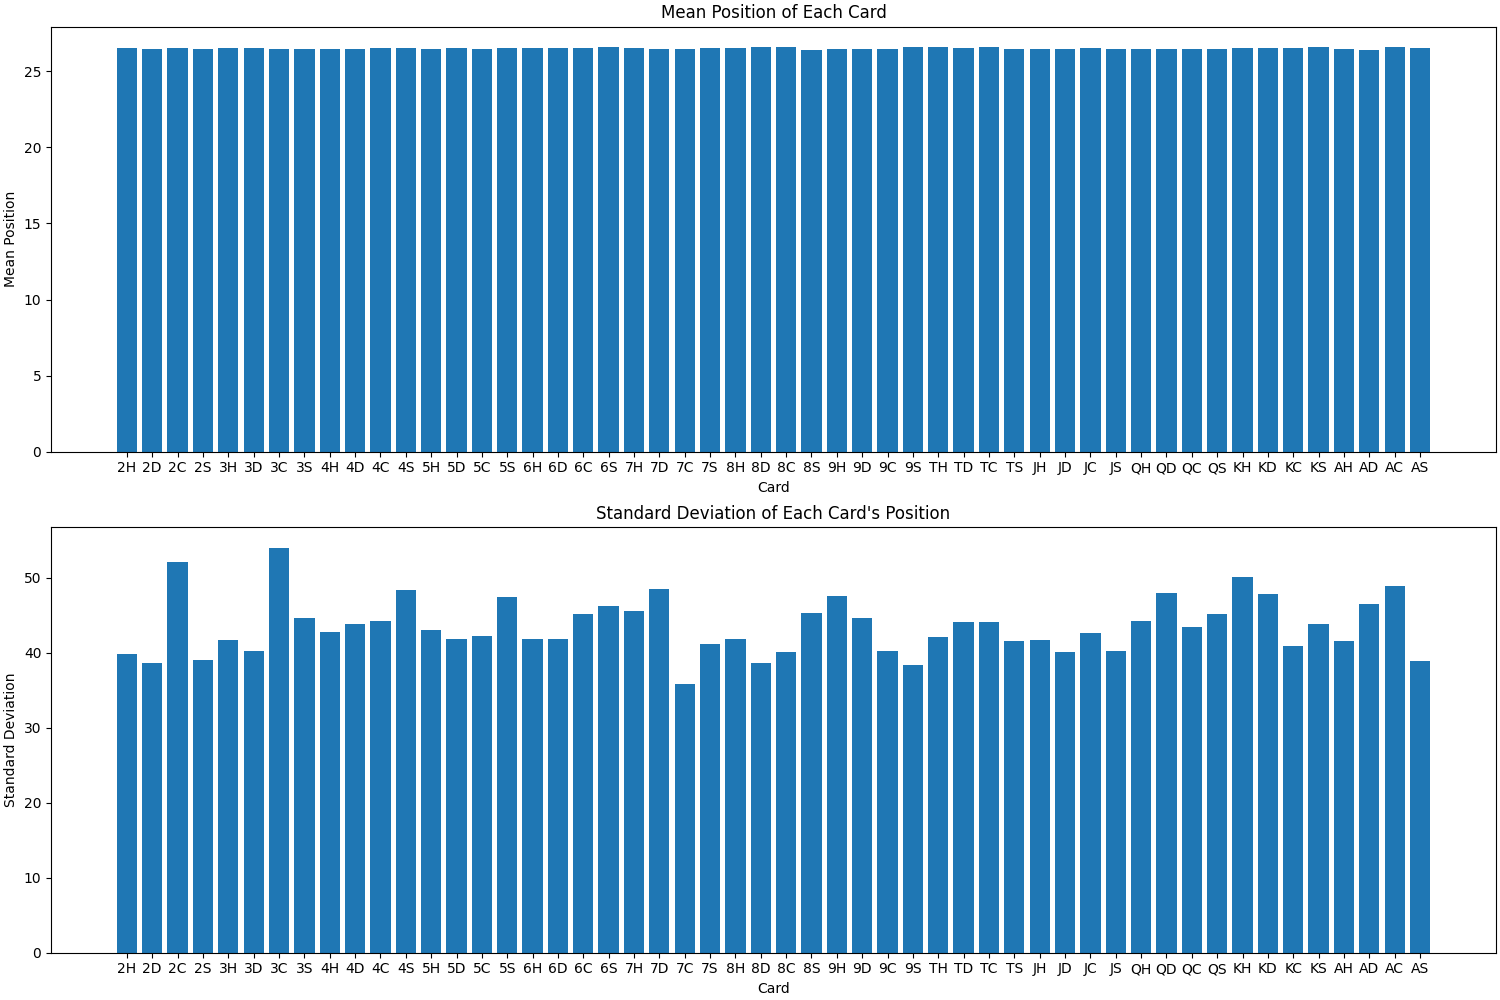 Mean Position of Each Card
Mean Position
25
20
15
10
5
0
2H 2D 2C 2S 3H 3D 3C 3S 4H 4D 4C 4S 5H 5D 5C 5S 6H 6D 6C 6S 7H 7D 7C 7S 8H 8D 8C 8S 9H 9D 9C 9S TH TD TC TS JH JD JC JS QH QD QC QS KH KD KC KS AH AD AC AS
Card
Standard Deviation of Each Card's Position
Standard Deviation
50
40
30
20
10
0
2H 2D 2C 2S 3H 3D 3C 3S 4H 4D 4C 4S 5H 5D 5C 5S 6H 6D 6C 6S 7H 7D 7C 7S 8H 8D 8C 8S 9H 9D 9C 9S TH TD TC TS JH JD JC JS QH QD QC QS KH KD KC KS AH AD AC AS
Card